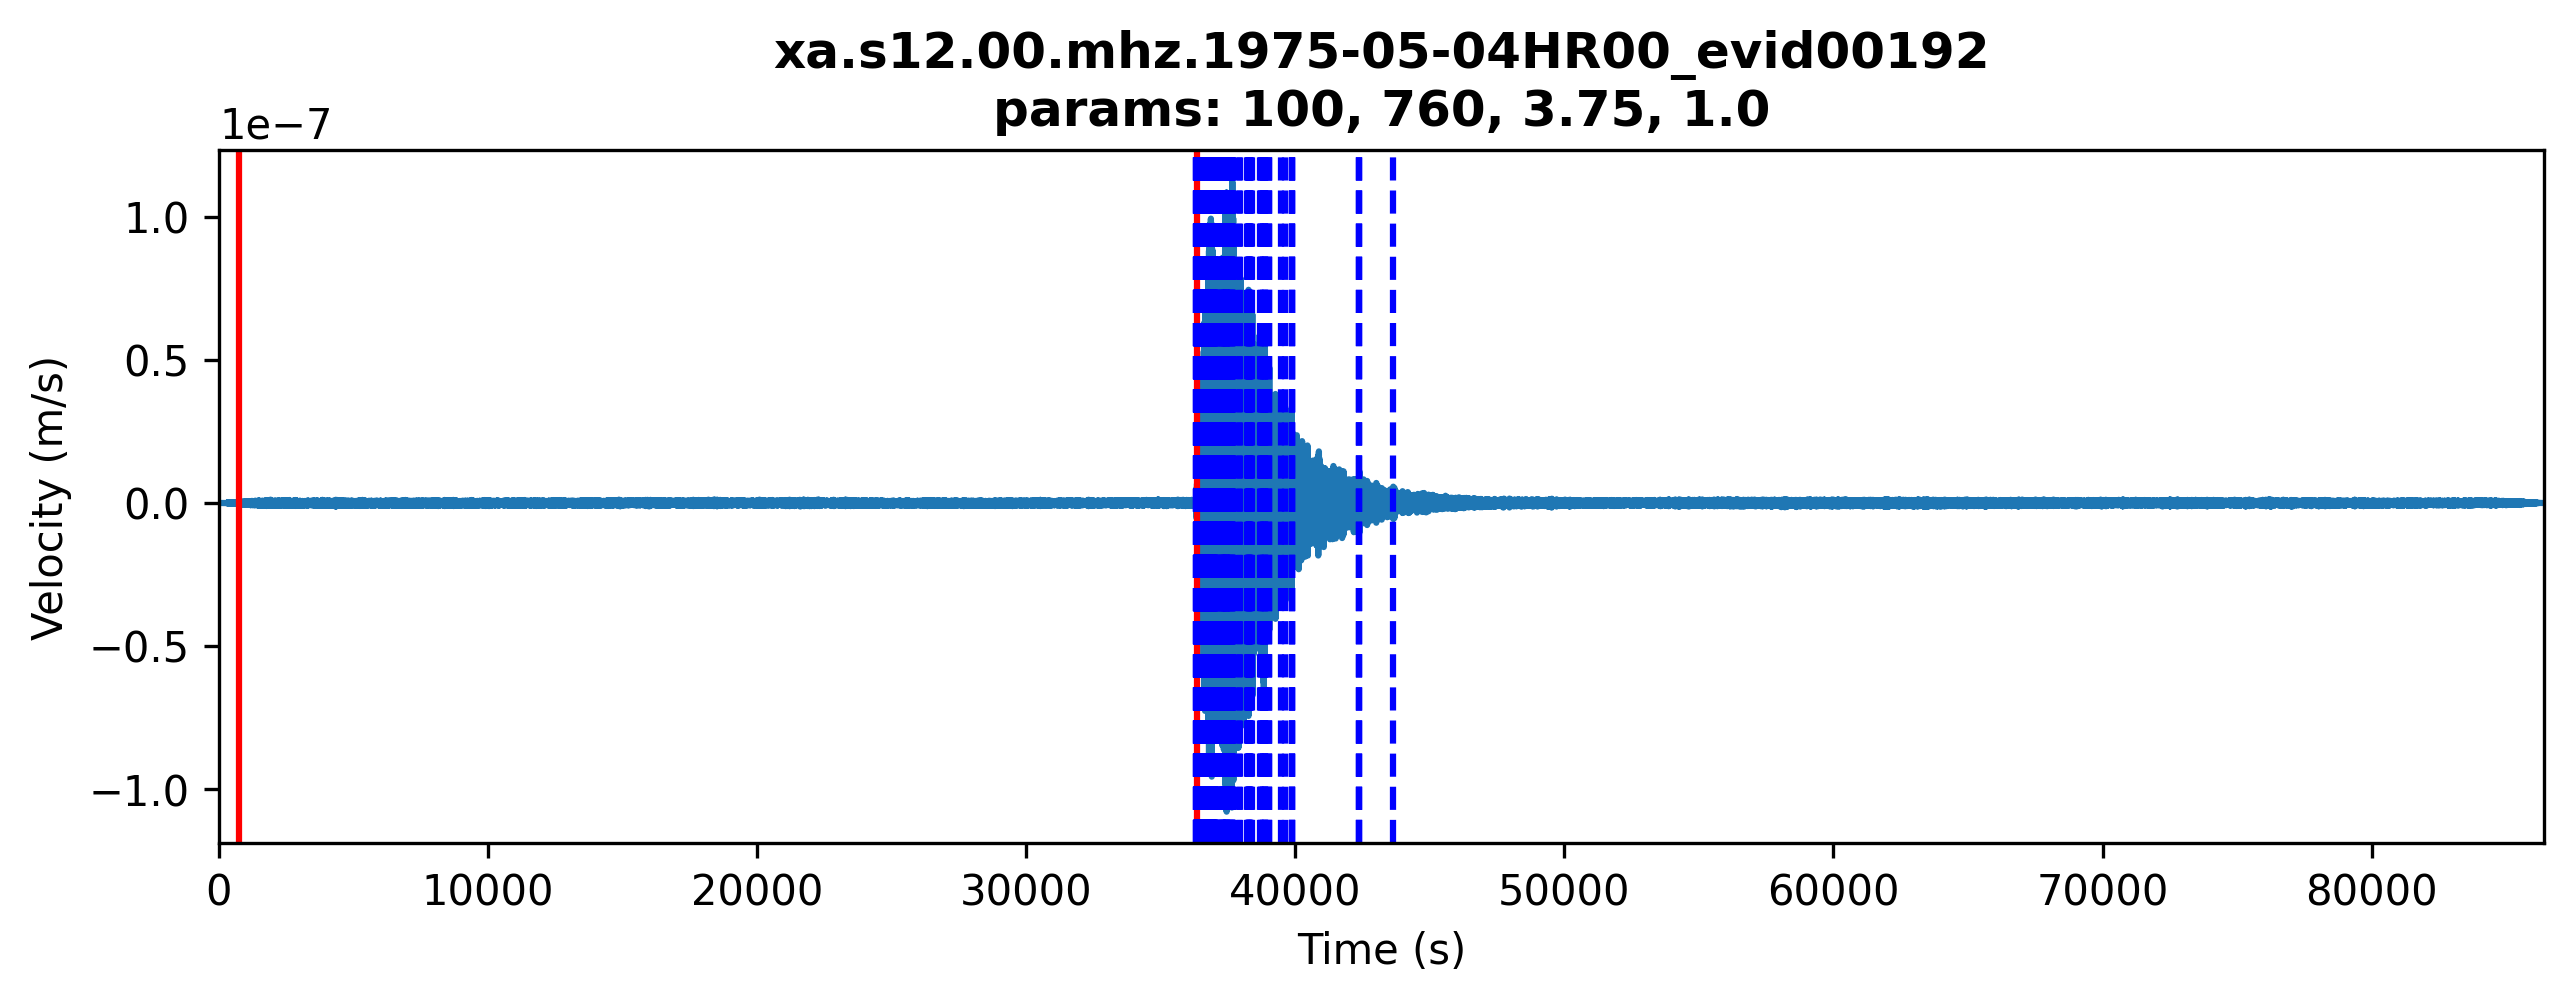 xa.s12.00.mhz.1975-05-04HR00_evid00192
params: 100, 760, 3.75, 1.0
1e−7
1.0
0.5
0.0
−0.5
−1.0
Velocity (m/s)
0 10000 20000 30000 40000 50000 60000 70000 80000
Time (s)